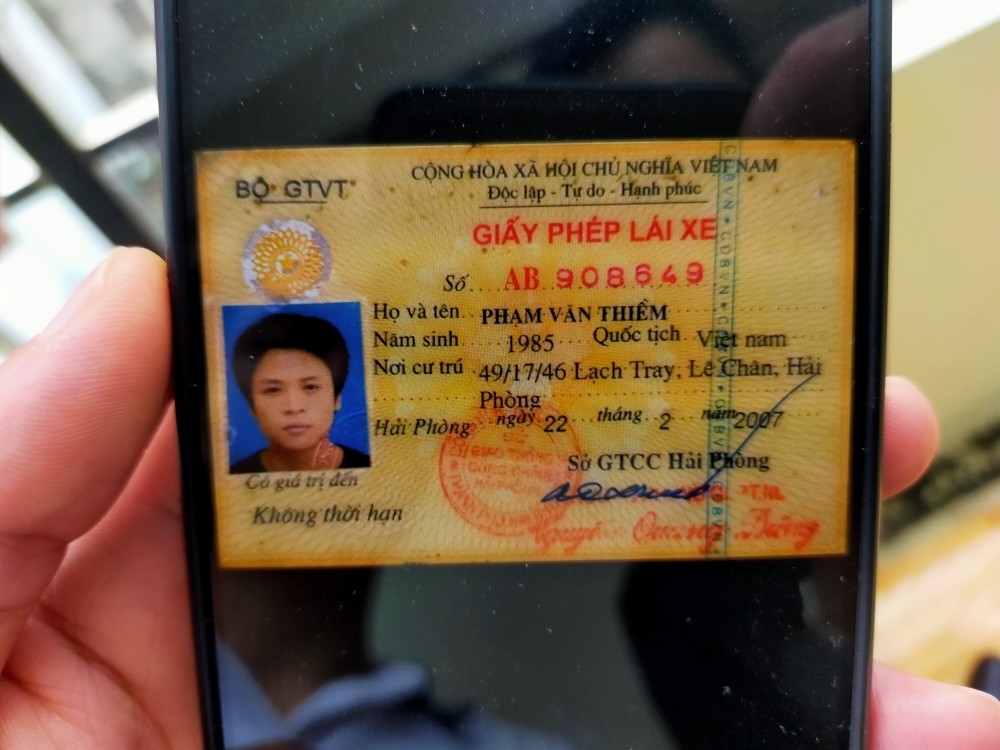 BỘ GTVT
CỘNG HÒA XÃ HỘI CHỦ NGHĨA VIỆT NAM
Độc lập - Tự do - Hạnh phúc
GIẤY PHÉP LÁI XE
Số AB 908649
Họ và tên PHẠM VĂN THIỀM
Năm sinh 1985 Quốc tịch Việt nam
Nơi cư trú 49/17/46 Lạch Tray, Lê Chân, Hải
Phòng
Hải Phòng ngày 22 tháng 2 năm 2007
Sở GTCC Hải Phòng
Có giá trị đến
Không thời hạn